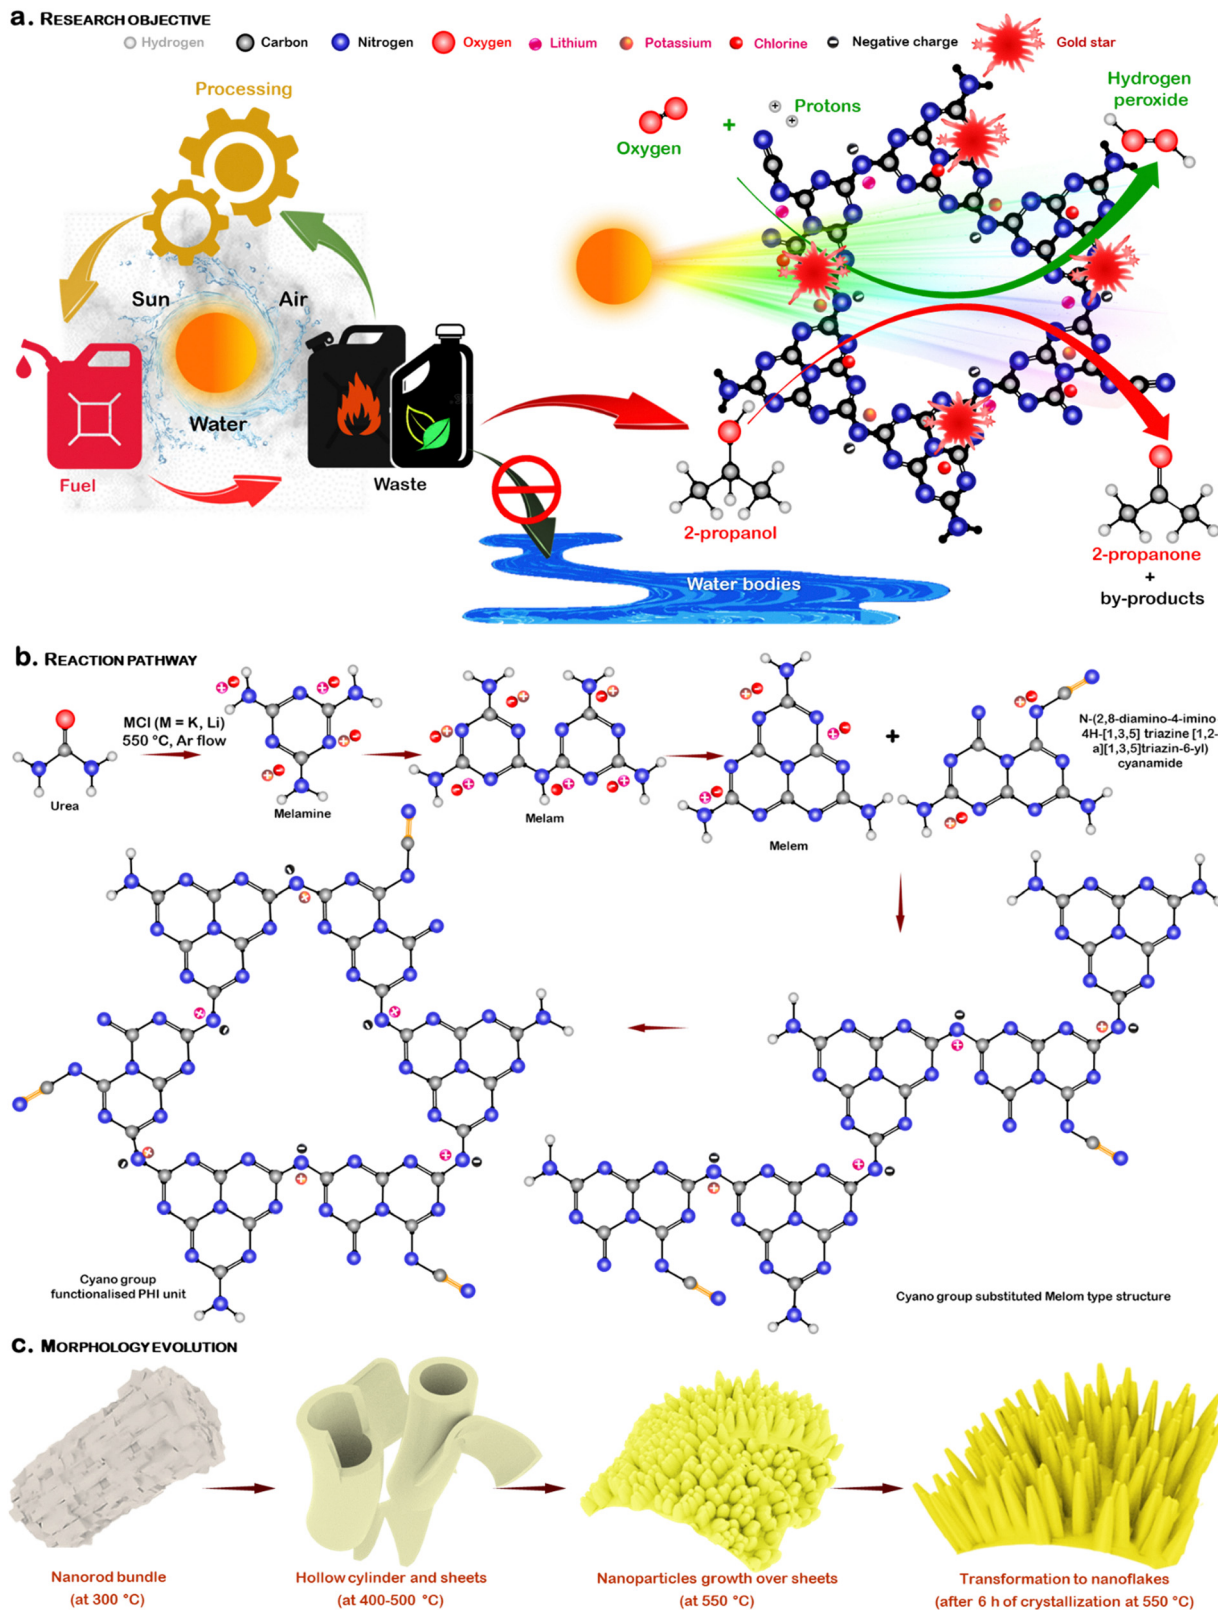 a. RESEARCH OBJECTIVE
Hydrogen Carbon Nitrogen Oxygen Lithium Potassium Chlorine Negative charge Gold star
Processing
Sun
Air
Water
Fuel
Waste
Oxygen
+
Protons
Hydrogen
peroxide
2-propanol
Water bodies
2-propanone
+
by-products
b. REACTION PATHWAY
Urea
MCl (M = K, Li)
550 °C, Ar flow
Melamine
Melam
Melem
+
N-(2,8-diamino-4-imino
4H-[1,3,5] triazine [1,2-
a][1,3,5]triazin-6-yl)
cyanamide
Cyano group
functionalised PHI unit
Cyano group substituted Melom type structure
c. MORPHOLOGY EVOLUTION
Nanorod bundle
(at 300 °C)
Hollow cylinder and sheets
(at 400-500 °C)
Nanoparticles growth over sheets
(at 550 °C)
Transformation to nanoflakes
(after 6 h of crystallization at 550 °C)